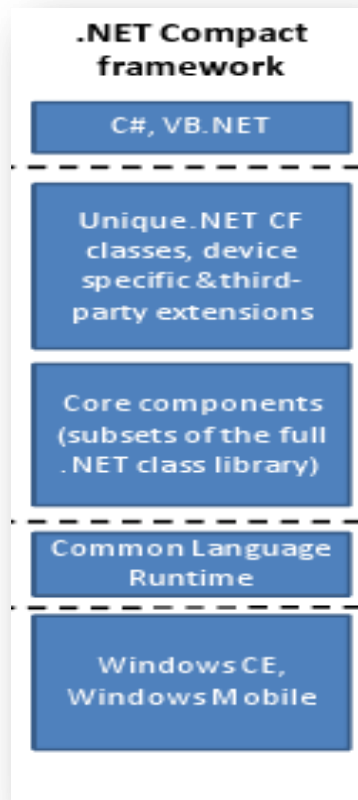 .NET Compact
framework
C#, VB.NET
Unique .NET CF
classes, device
specific & third-
party extensions
Core components
(subsets of the full
.NET class library)
Common Language
Runtime
Windows CE,
Windows Mobile